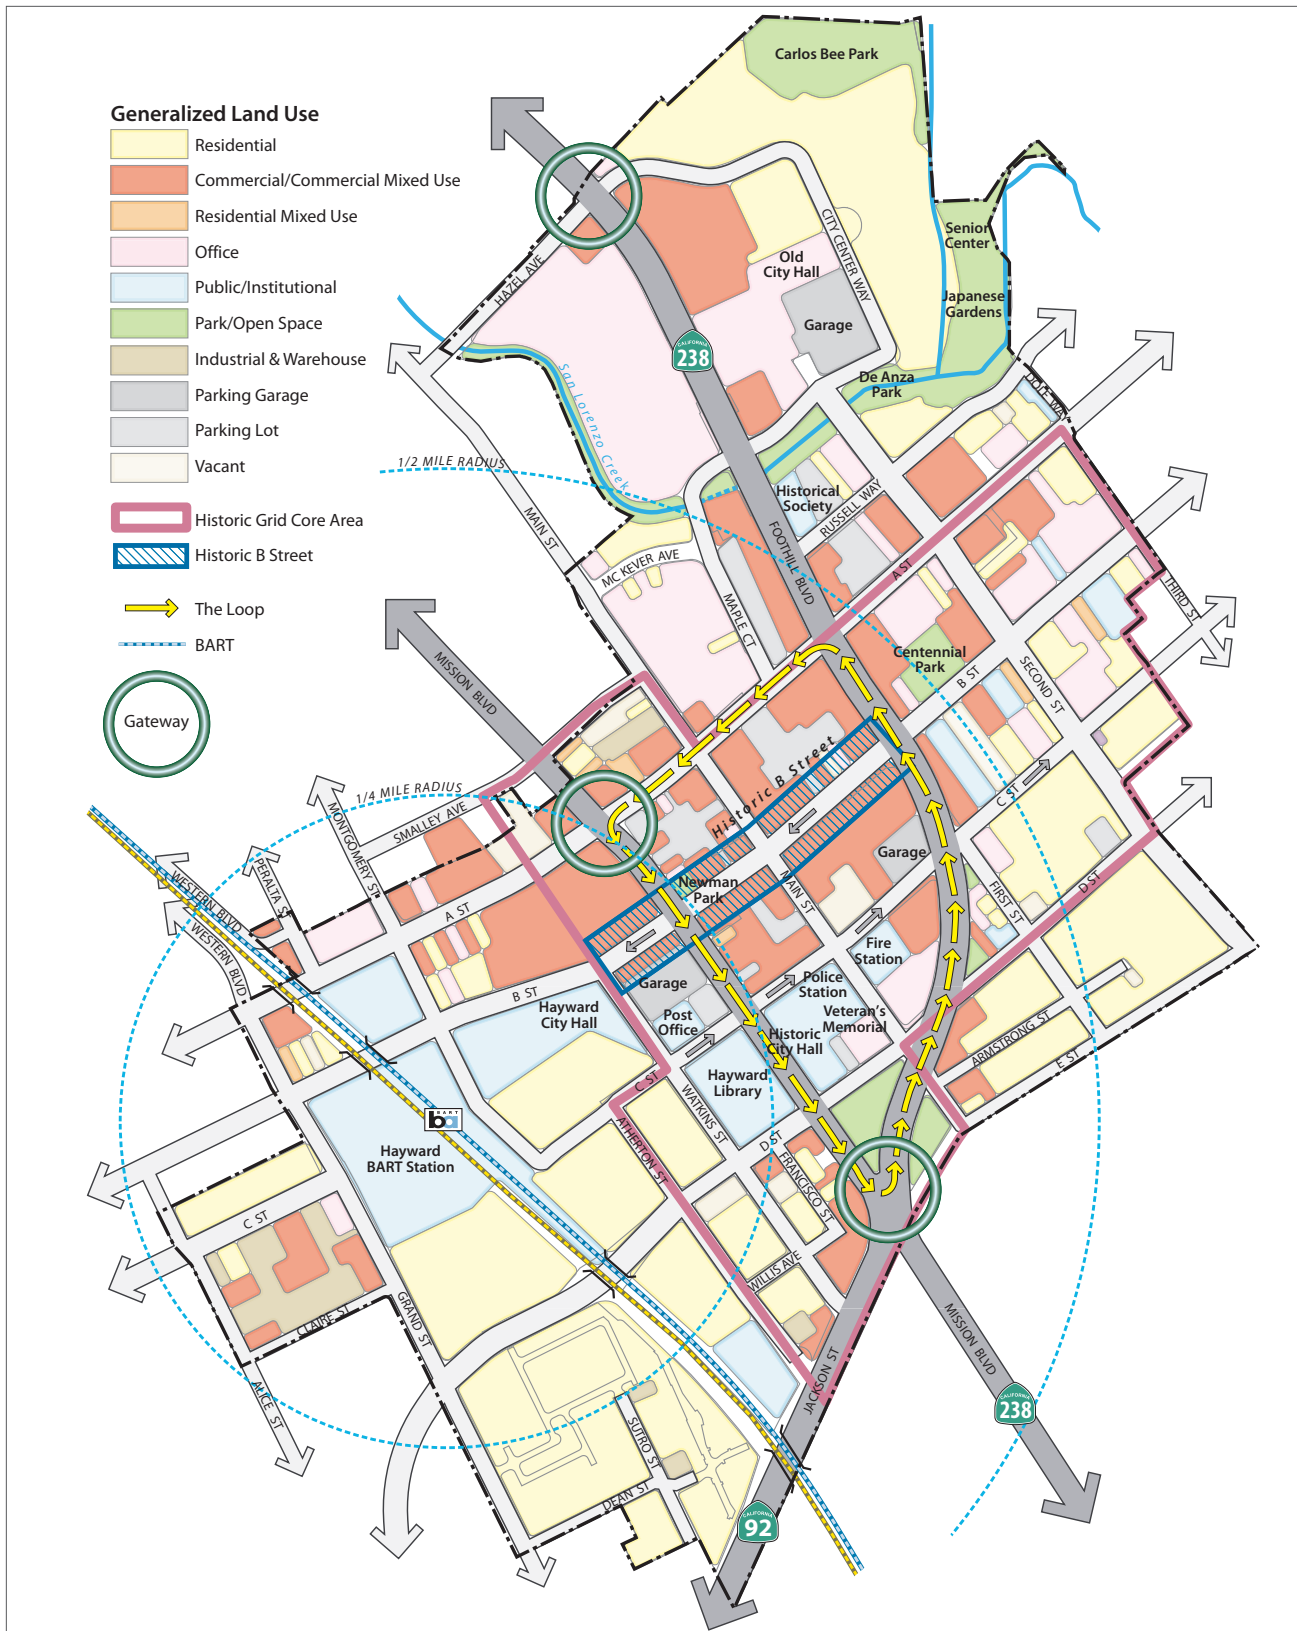 Generalized Land Use
Residential
Commercial/Commercial Mixed Use
Residential Mixed Use
Office
Public/Institutional
Park/Open Space
Industrial & Warehouse
Parking Garage
Parking Lot
Vacant
Historic Grid Core Area
Historic B Street
The Loop
BART
Gateway
Carlos Bee Park
CITY CENTER WAY
Senior
Center
Old
City Hall
HAZEL AVE
Japanese
Gardens
Garage
CALIFORNIA
238
De Anza
Park
DOLE WAY
San Lorenzo Creek
1/2 MILE RADIUS
MAIN ST
Historical
Society
RUSSELL WAY
FOOTHILL BLVD
A ST
MC KEVER AVE
MAPLE CT
THIRD ST
MISSION BLVD
Centennial
Park
B ST
SECOND ST
Historic B Street
1/4 MILE RADIUS
SMALLEY AVE
MONTGOMERY ST
C ST
PERALTA ST
WESTERN BLVD
WESTERN BLVD
A ST
Newman
Park
MAIN ST
Garage
FIRST ST
D ST
Fire
Station
B ST
Garage
Police
Station
Hayward
City Hall
Post
Office
Veteran's
Memorial
Historic
City Hall
ARMSTRONG ST
E ST
C ST
Hayward
Library
WATKINS ST
BART
ba
ATHERTON ST
D ST
FRANCISCO ST
Hayward
BART Station
C ST
WILLIS AVE
GRAND ST
CLAIRE ST
JACKSON ST
MISSION BLVD
ALICE ST
CALIFORNIA
238
SUTRO ST
DEAN ST
CALIFORNIA
92